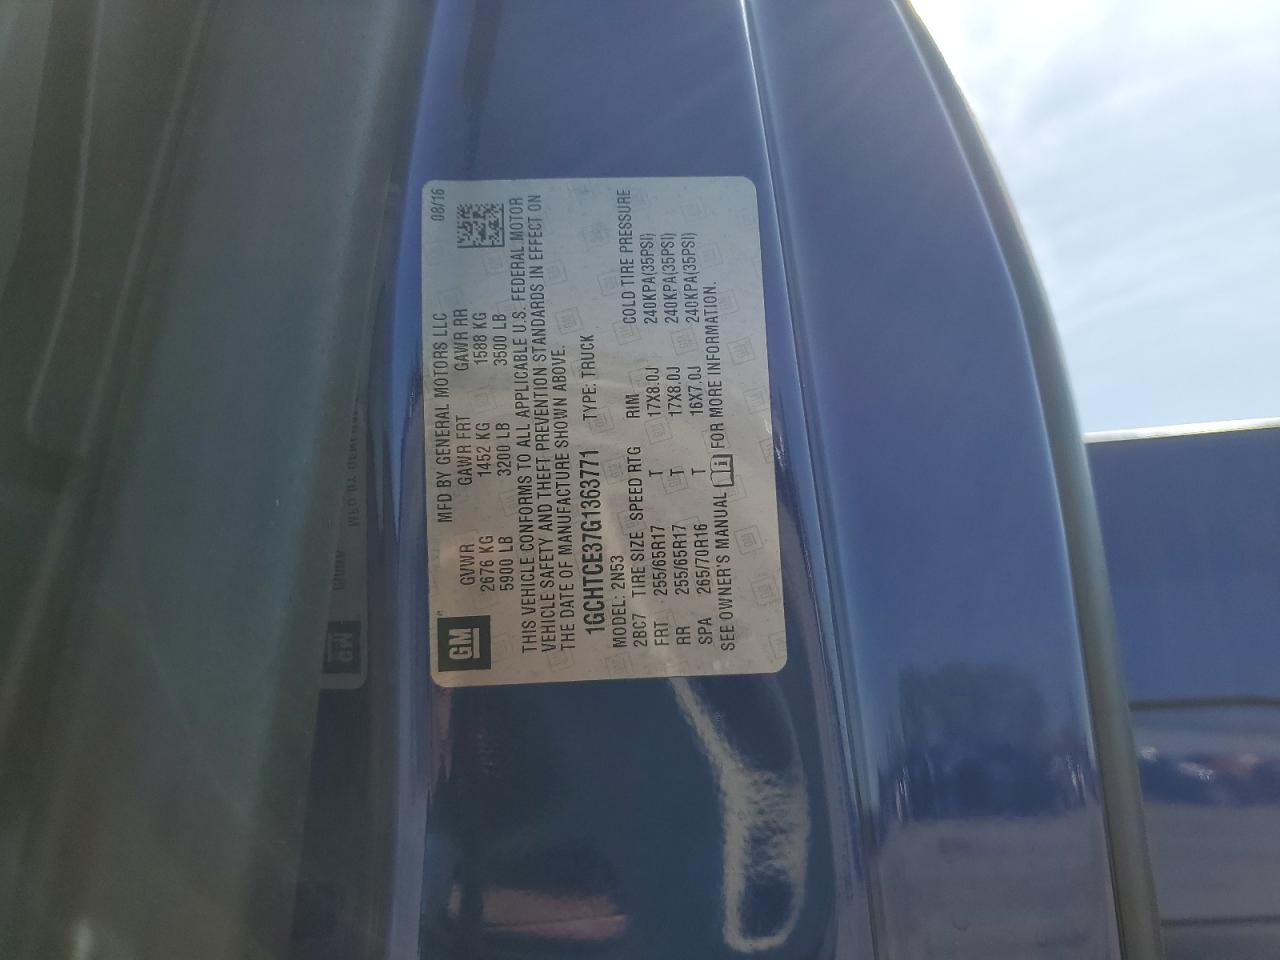 GM
MFD BY GENERAL MOTORS LLC 08/16
GVWR GAWR FRT GAWR RR
2676 KG 1452 KG 1588 KG
5900 LB 3200 LB 3500 LB
THIS VEHICLE CONFORMS TO ALL APPLICABLE U.S. FEDERAL MOTOR
VEHICLE SAFETY AND THEFT PREVENTION STANDARDS IN EFFECT ON
THE DATE OF MANUFACTURE SHOWN ABOVE.
1GCHTCE37G1363771 TYPE: TRUCK
MODEL: 2N53
2BC7 TIRE SIZE SPEED RTG RIM COLD TIRE PRESSURE
FRT 255/65R17 T 17X8.0J 240KPA(35PSI)
RR 255/65R17 T 17X8.0J 240KPA(35PSI)
SPA 265/70R16 T 16X7.0J 240KPA(35PSI)
SEE OWNER'S MANUAL FOR MORE INFORMATION.